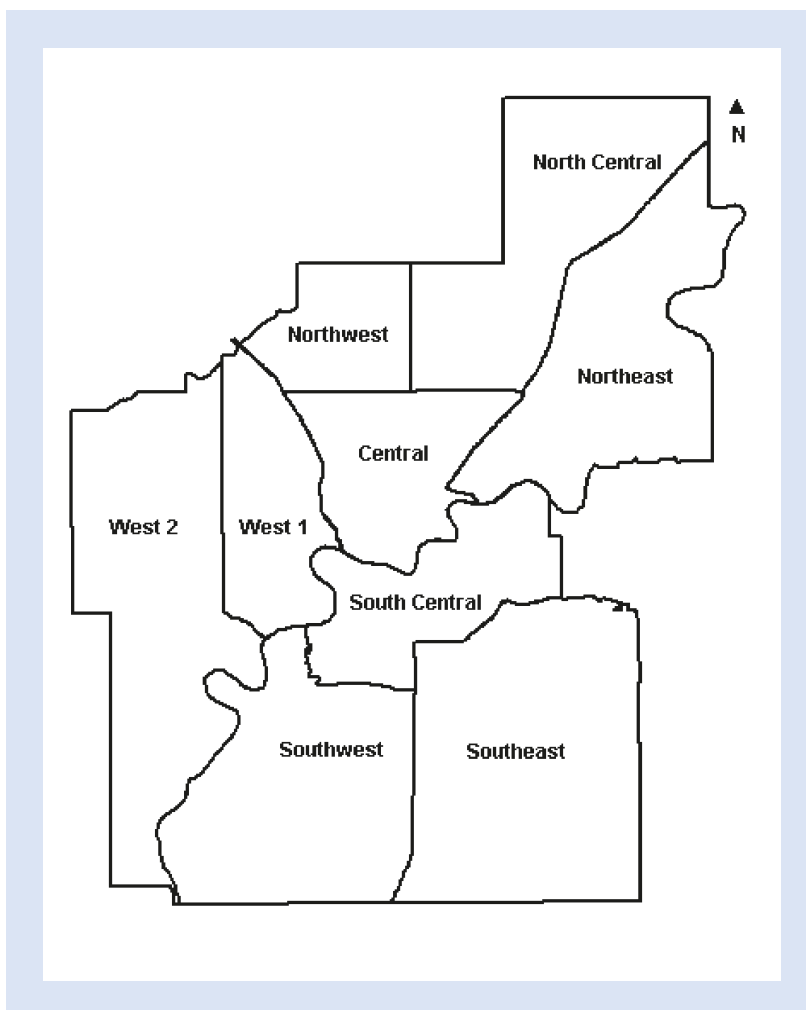 ▲
N
North Central
Northwest
Northeast
Central
West 2
West 1
South Central
Southwest
Southeast